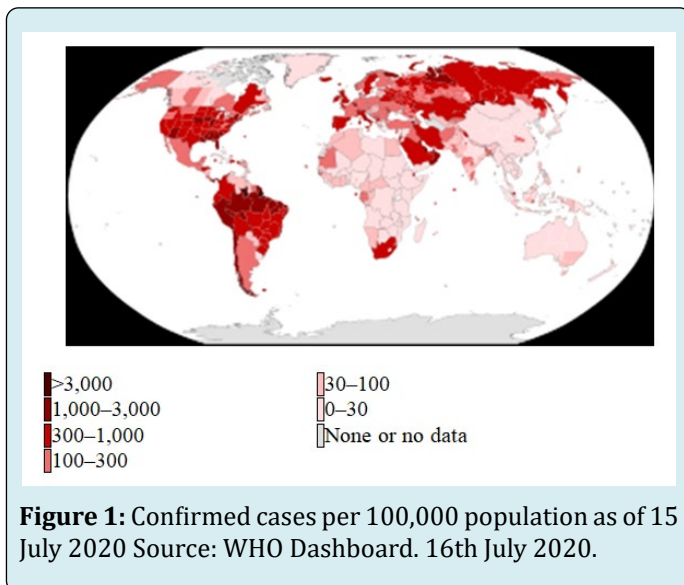 >3,000
1,000–3,000
300–1,000
100–300
30–100
0–30
None or no data
Figure 1: Confirmed cases per 100,000 population as of 15
July 2020 Source: WHO Dashboard. 16th July 2020.